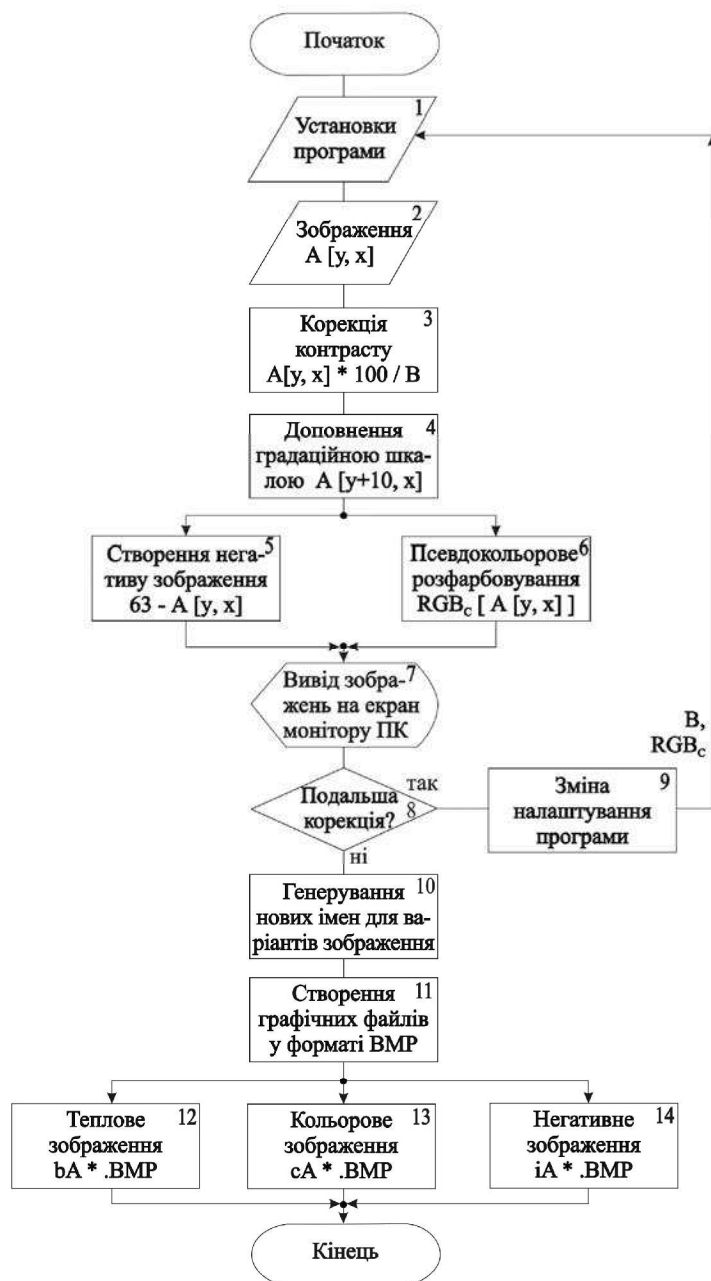 Початок
1
Установки
програми
2
Зображення
A [y, x]
3
Корекція
контрасту
A[y, x] * 100 / B
4
Доповнення
градаційною шка-
лою A [y+10, x]
5
Створення нега-
тиву зображення
63 - A [y, x]
6
Псевдокольорове
розфарбовування
RGBc [ A [y, x] ]
7
Вивід зобра-
жень на екран
монітору ПК
B,
RGBc
так
Подальша
корекція?
8
ні
9
Зміна
налаштування
програми
10
Генерування
нових імен для ва-
ріантів зображення
11
Створення
графічних файлів
у форматі BMP
12
Теплове
зображення
bA * .BMP
13
Кольорове
зображення
cA * .BMP
14
Негативне
зображення
iA * .BMP
Кінець